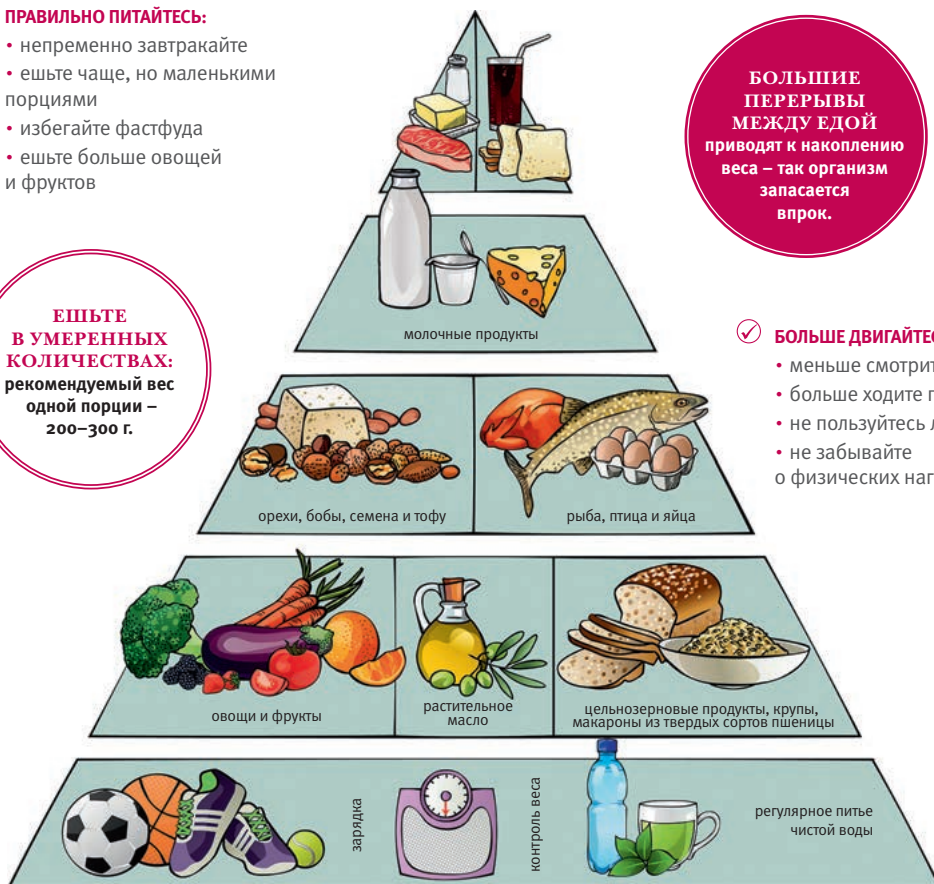 ПРАВИЛЬНО ПИТАЙТЕСЬ:
• непременно завтракайте
• ешьте чаще, но маленькими
порциями
• избегайте фастфуда
• ешьте больше овощей
и фруктов
БОЛЬШИЕ
ПЕРЕРЫВЫ
МЕЖДУ ЕДОЙ
приводят к накоплению
веса – так организм
запасается
впрок.
ЕШЬТЕ
В УМЕРЕННЫХ
КОЛИЧЕСТВАХ:
рекомендуемый вес
одной порции –
200–300 г.
БОЛЬШЕ
• меньше
• больше ходите
• не пользуйтесь
• не забывайте
о физических
молочные продукты
орехи, бобы, семена и тофу
рыба, птица и яйца
овощи и фрукты
растительное
масло
цельнозерновые продукты, крупы,
макароны из твердых сортов пшеницы
зарядка
контроль веса
регулярное питье
чистой воды